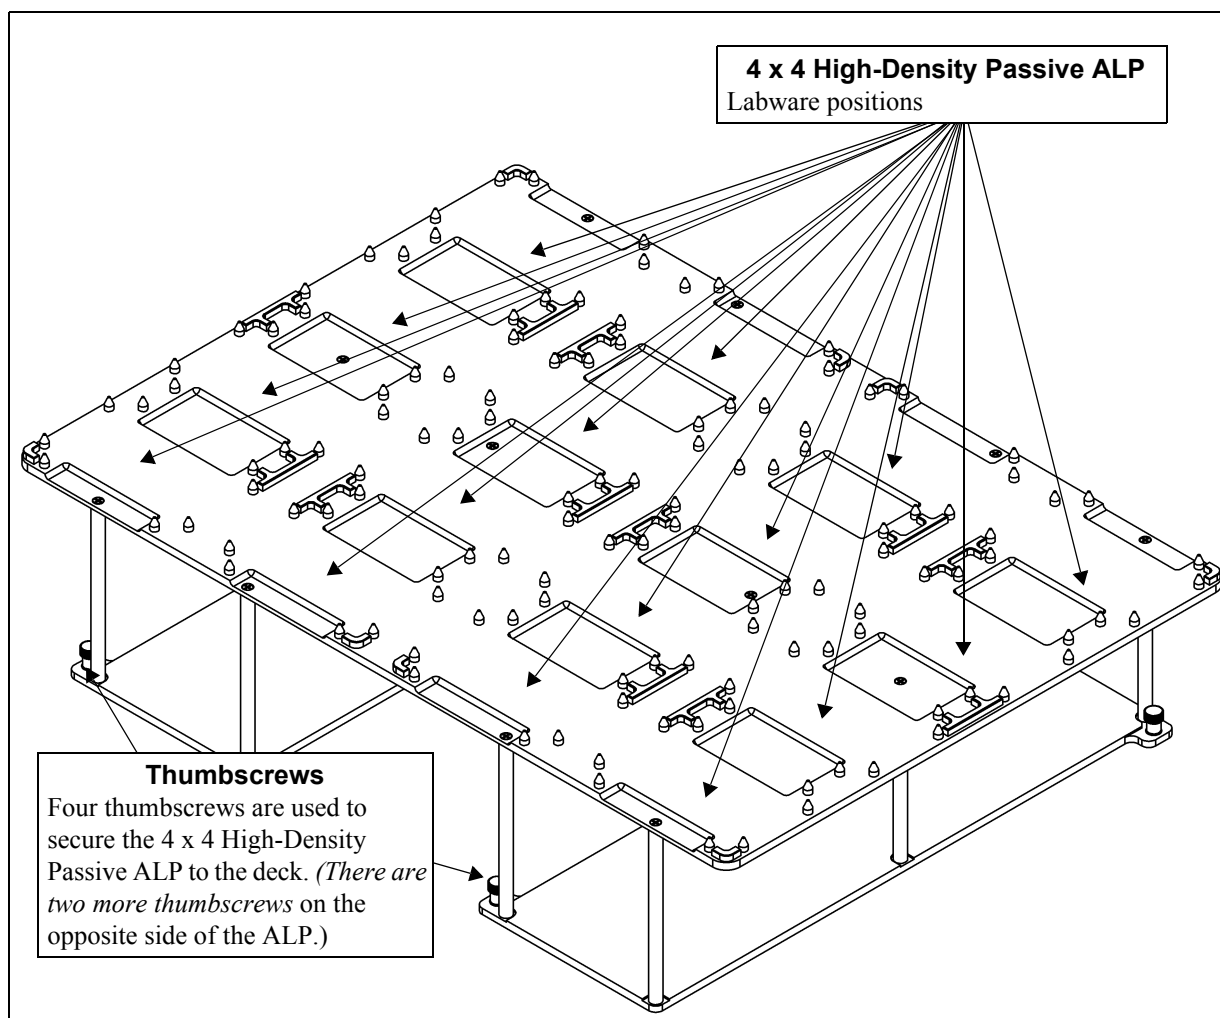 4 x 4 High-Density Passive ALP
Labware positions
Thumbscrews
Four thumbscrews are used to
secure the 4 x 4 High-Density
Passive ALP to the deck. (There are
two more thumbscrews on the
opposite side of the ALP.)